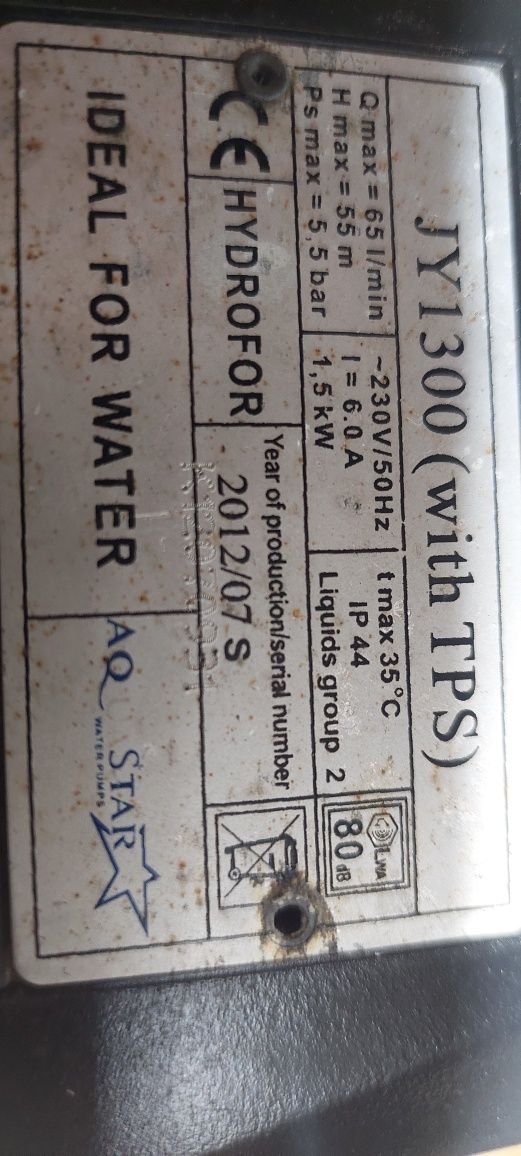 JY1300 (with TPS)
Q max = 65 l/min
H max = 55 m
Ps max = 5,5 bar
~230V/50Hz
I = 6.0 A
1,5 kW
t max 35°C
IP 44
Liquids group 2
LWA
80 dB
CE
HYDROFOR
Year of production/serial number
2012/07 S
IDEAL FOR WATER
AQ STAR
WATER PUMPS